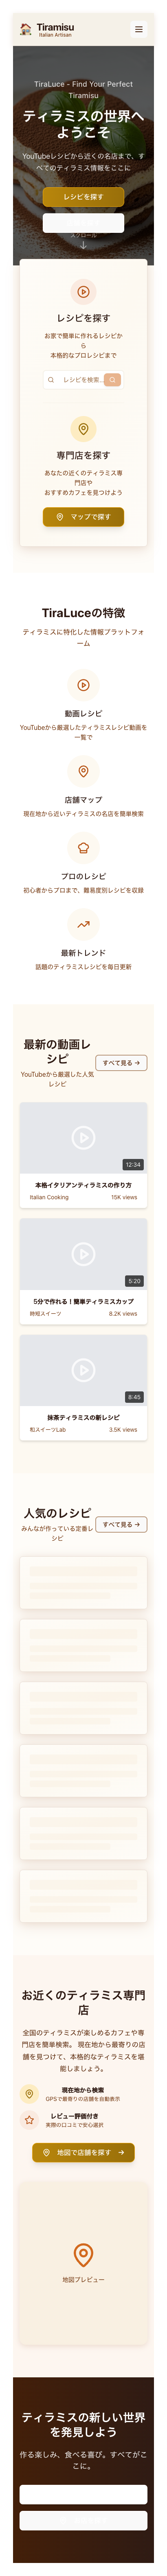 Tiramisu
Italian Artisan
TiraLuce - Find Your Perfect
Tiramisu
ティラミスの世界へ
ようこそ
YouTubeレシピから近くの名店まで、す
べてのティラミス情報をここに
レシピを探す
スクロール
レシピを探す
お家で簡単に作れるレシピか
ら
本格的なプロレシピまで
レシピを検索...
専門店を探す
あなたの近くのティラミス専
門店や
おすすめカフェを見つけよう
マップで探す
TiraLuceの特徴
ティラミスに特化した情報プラットフォ
ーム
動画レシピ
YouTubeから厳選したティラミスレシピ動画を
一覧で
店舗マップ
現在地から近いティラミスの名店を簡単検索
プロのレシピ
初心者からプロまで、難易度別レシピを収録
最新トレンド
話題のティラミスレシピを毎日更新
最新の動画レ
シピ
YouTubeから厳選した人気
レシピ
すべて見る →
12:34
本格イタリアンティラミスの作り方
Italian Cooking 15K views
5:20
5分で作れる！簡単ティラミスカップ
時短スイーツ 8.2K views
8:45
抹茶ティラミスの新レシピ
和スイーツLab 3.5K views
人気のレシピ
みんなが作っている定番レ
シピ
すべて見る →
お近くのティラミス専門
店
全国のティラミスが楽しめるカフェや専
門店を簡単検索。 現在地から最寄りの店
舗を見つけて、本格的なティラミスを堪
能しましょう。
現在地から検索
GPSで最寄りの店舗を自動表示
レビュー評価付き
実際の口コミで安心選択
地図で店舗を探す →
地図プレビュー
ティラミスの新しい世界
を発見しよう
作る楽しみ、食べる喜び。すべてがこ
こに。